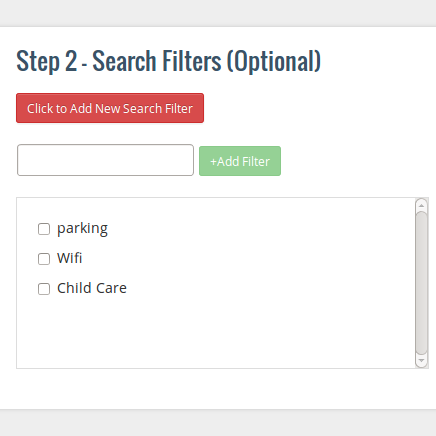 Step 2 - Search Filters (Optional)
Click to Add New Search Filter
+Add Filter
parking
Wifi
Child Care